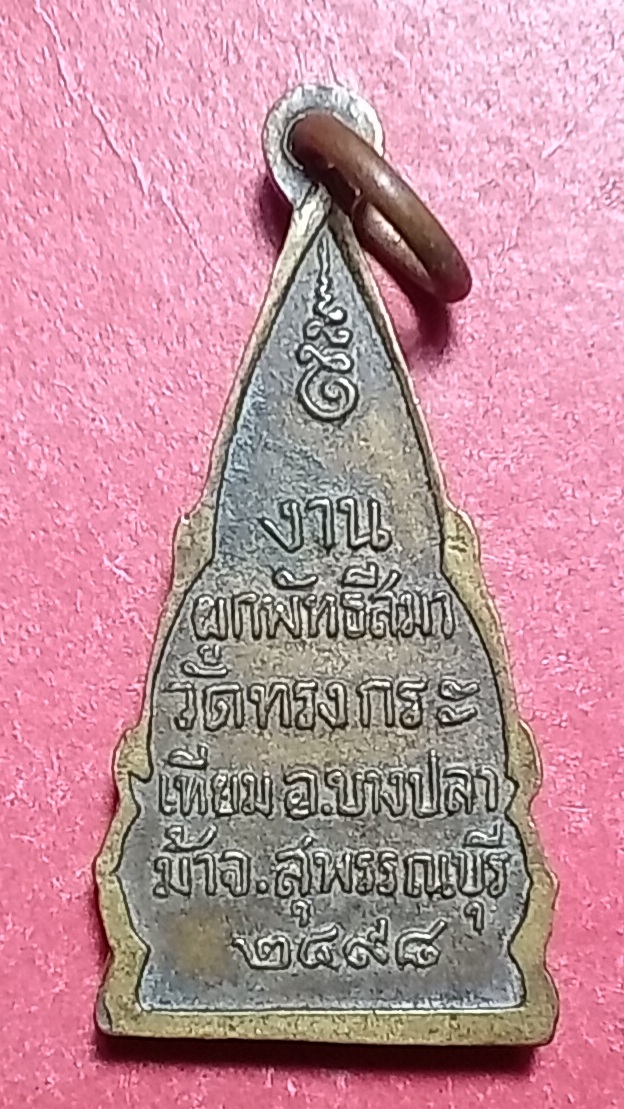 งาน
ผูกพัทธสีมา
วัดทรงกระ
เทียม อ.บางปลา
ม้า จ.สุพรรณบุรี
๒๔๙๘